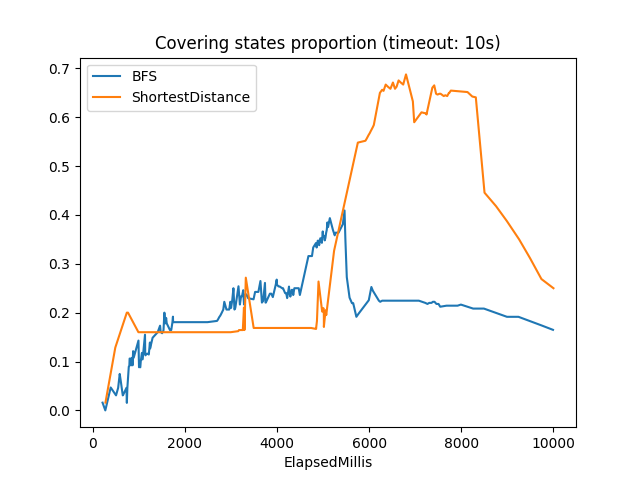 Covering states proportion (timeout: 10s)
BFS
ShortestDistance
0.7
0.6
0.5
0.4
0.3
0.2
0.1
0.0
0 2000 4000 6000 8000 10000
ElapsedMillis